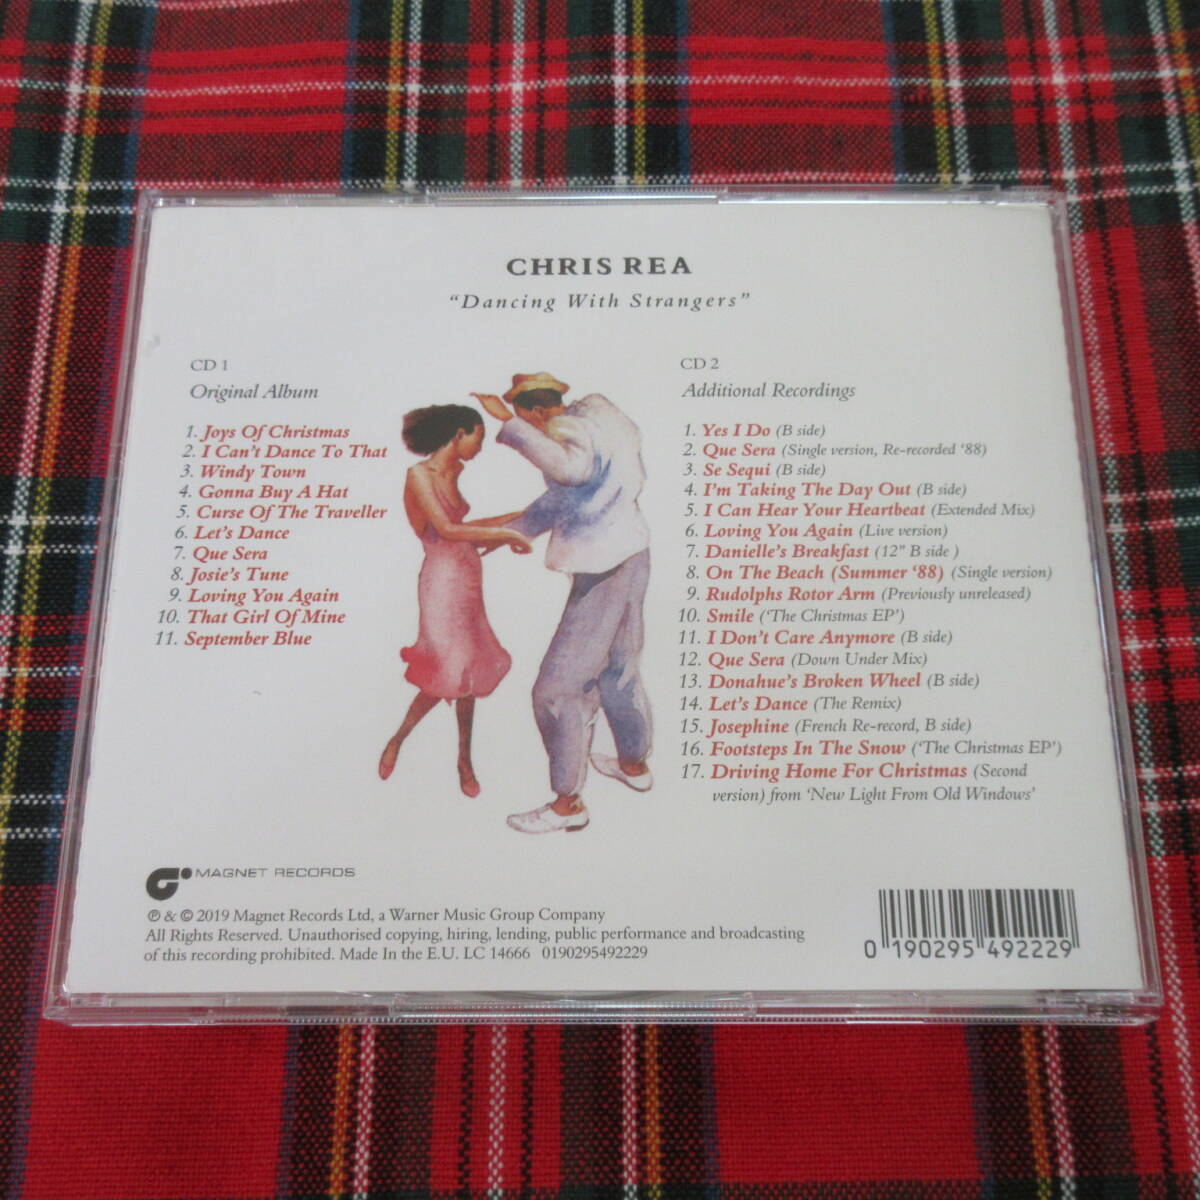 CHRIS REA
“Dancing With Strangers”
CD 1
Original Album
1. Joys Of Christmas
2. I Can't Dance To That
3. Windy Town
4. Gonna Buy A Hat
5. Curse Of The Traveller
6. Let's Dance
7. Que Sera
8. Josie's Tune
9. Loving You Again
10. That Girl Of Mine
11. September Blue
CD 2
Additional Recordings
1. Yes I Do (B side)
2. Que Sera (Single version, Re-recorded ‘88)
3. Se Sequi (B side)
4. I'm Taking The Day Out (B side)
5. I Can Hear Your Heartbeat (Extended Mix)
6. Loving You Again (Live version)
7. Danielle's Breakfast (12" B side )
8. On The Beach (Summer ‘88) (Single version)
9. Rudolphs Rotor Arm (Previously unreleased)
10. Smile (‘The Christmas EP’)
11. I Don't Care Anymore (B side)
12. Que Sera (Down Under Mix)
13. Donahue's Broken Wheel (B side)
14. Let's Dance (The Remix)
15. Josephine (French Re-record, B side)
16. Footsteps In The Snow (‘The Christmas EP’)
17. Driving Home For Christmas (Second
version) from ‘New Light From Old Windows’
MAGNET RECORDS
℗ & © 2019 Magnet Records Ltd, a Warner Music Group Company
All Rights Reserved. Unauthorised copying, hiring, lending, public performance and broadcasting
of this recording prohibited. Made In the E.U. LC 14666 0190295492229
0 190295 492229